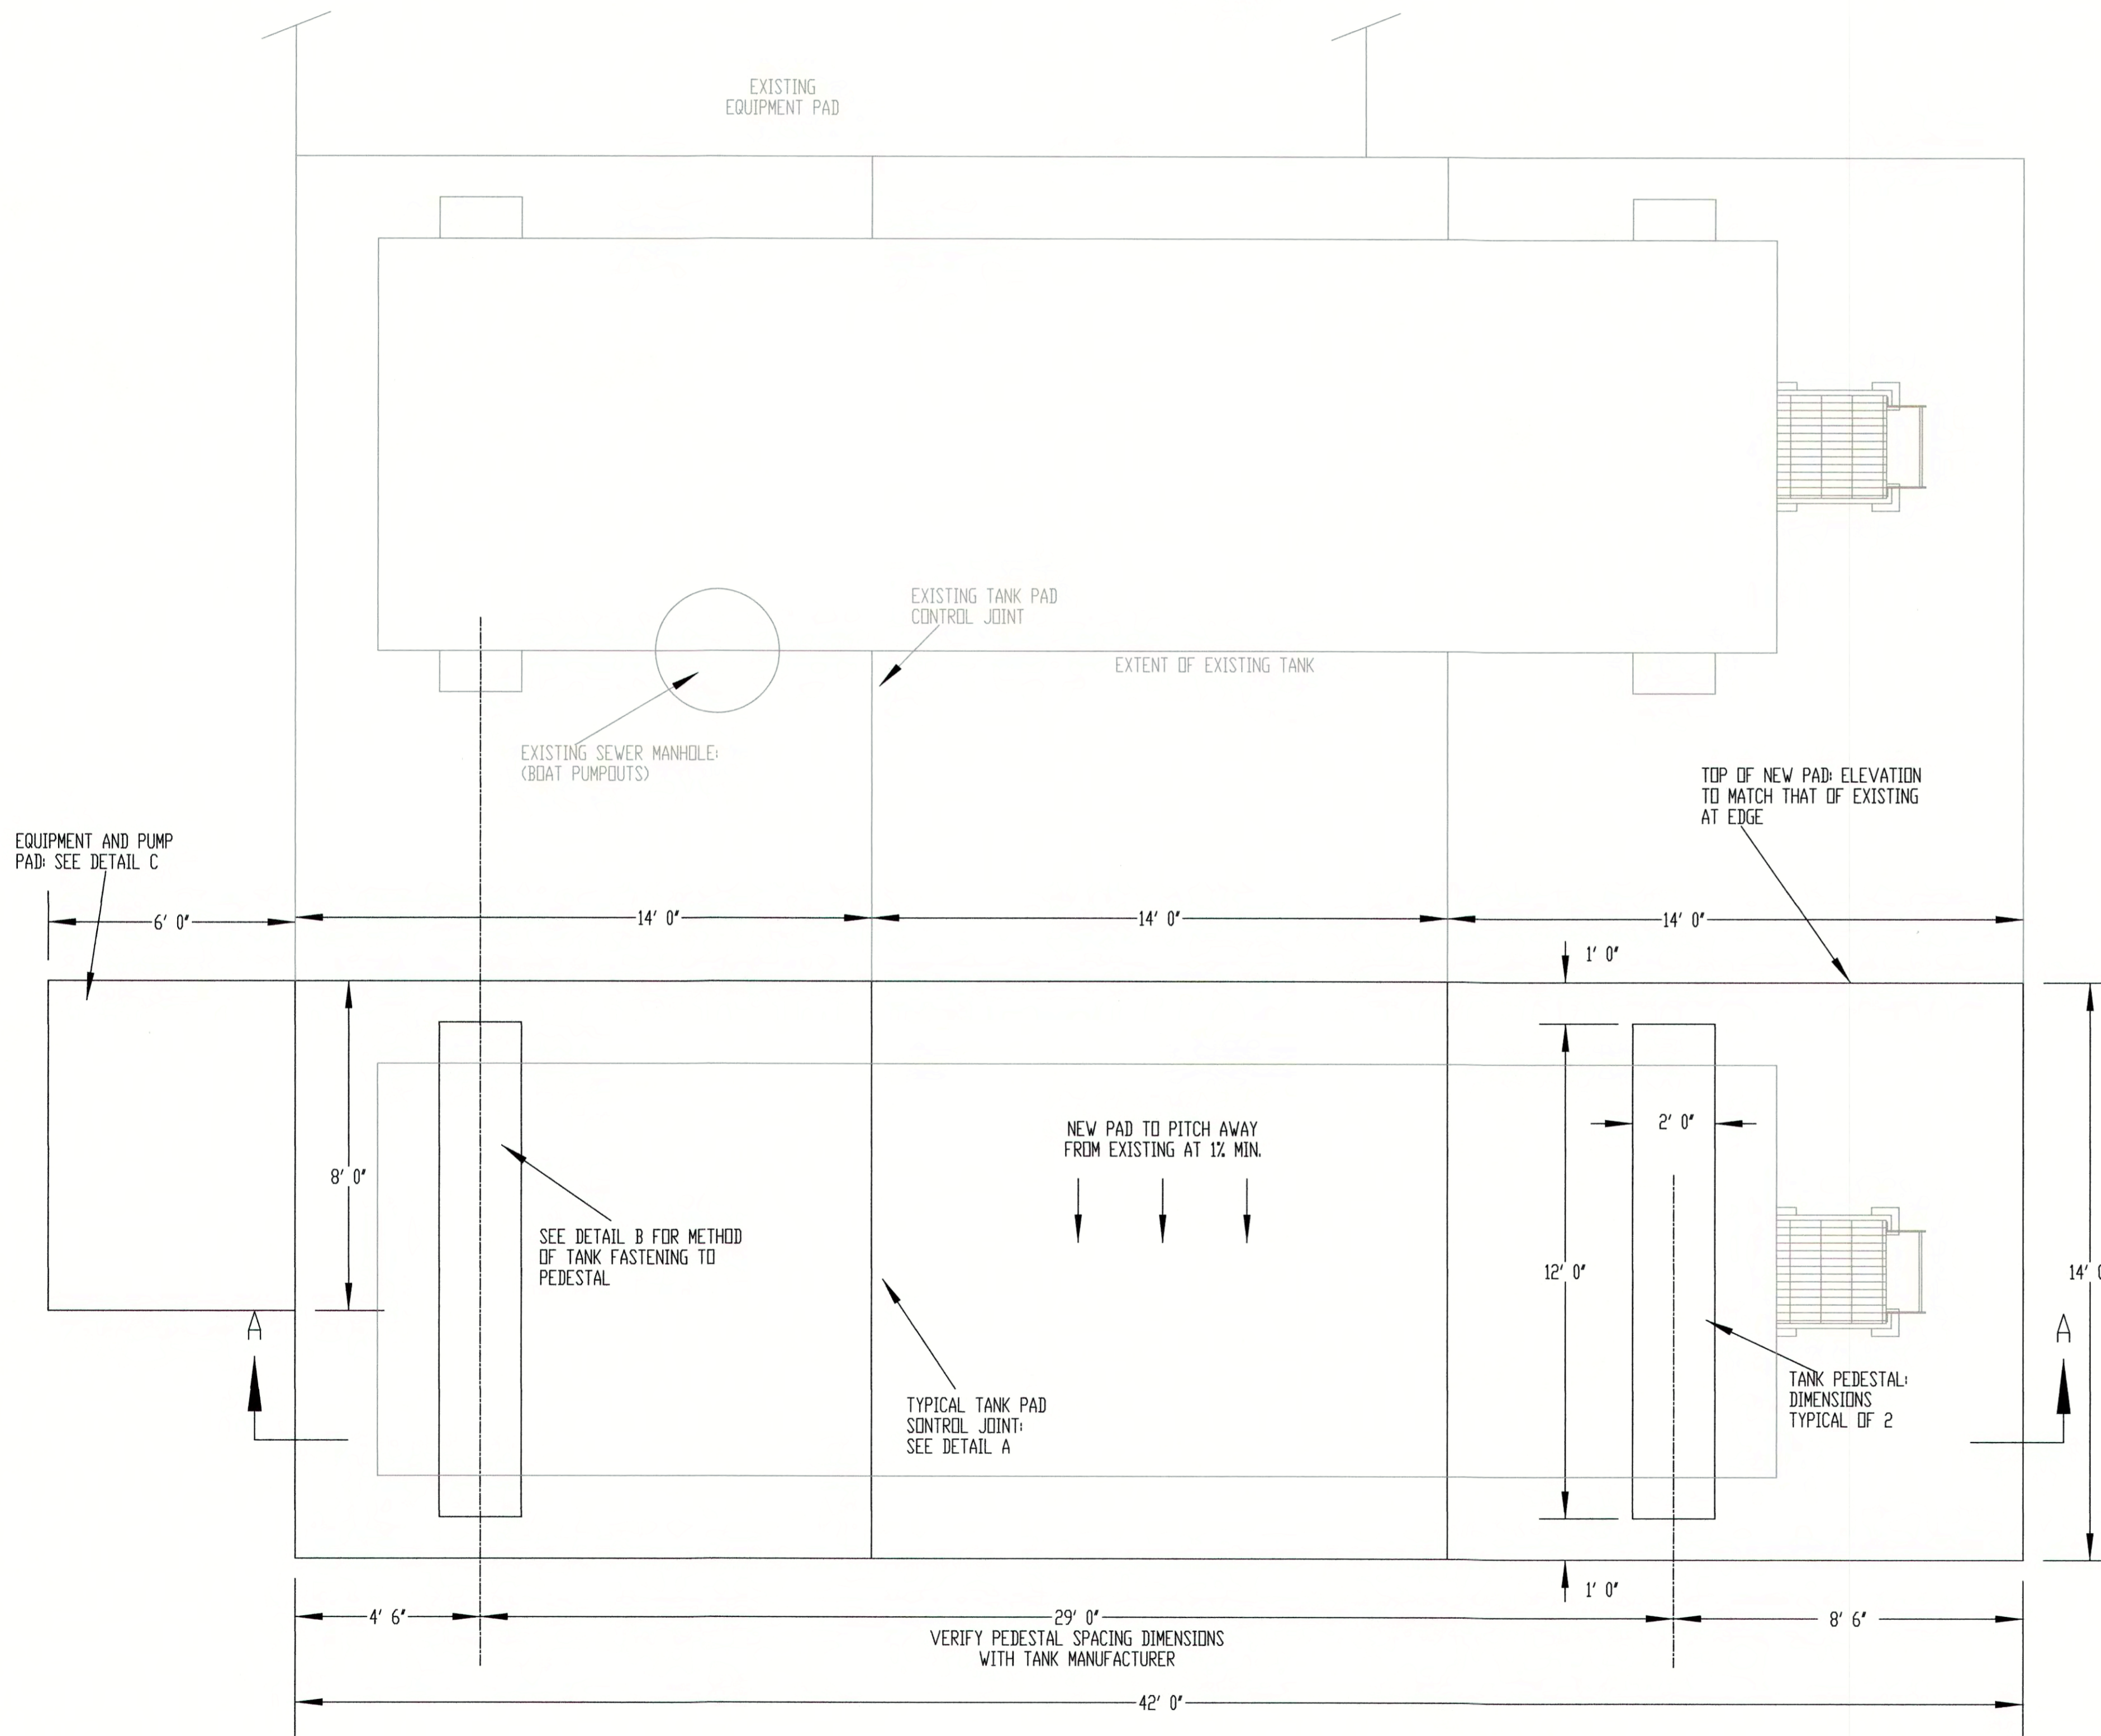 EXISTING
EQUIPMENT PAD
EXISTING TANK PAD
CONTROL JOINT
EXTENT OF EXISTING TANK
EXISTING SEWER MANHOLE:
(BOAT PUMPOUTS)
TOP OF NEW PAD: ELEVATION
TO MATCH THAT OF EXISTING
AT EDGE
EQUIPMENT AND PUMP
PAD: SEE DETAIL C
6' 0"
14' 0"
14' 0"
14' 0"
1' 0"
NEW PAD TO PITCH AWAY
FROM EXISTING AT 1% MIN.
2' 0"
8' 0"
SEE DETAIL B FOR METHOD
OF TANK FASTENING TO
PEDESTAL
12' 0"
14' 0
A
A
TANK PEDESTAL:
DIMENSIONS
TYPICAL OF 2
TYPICAL TANK PAD
SONTROL JOINT:
SEE DETAIL A
1' 0"
4' 6"
29' 0"
8' 6"
VERIFY PEDESTAL SPACING DIMENSIONS
WITH TANK MANUFACTURER
42' 0"